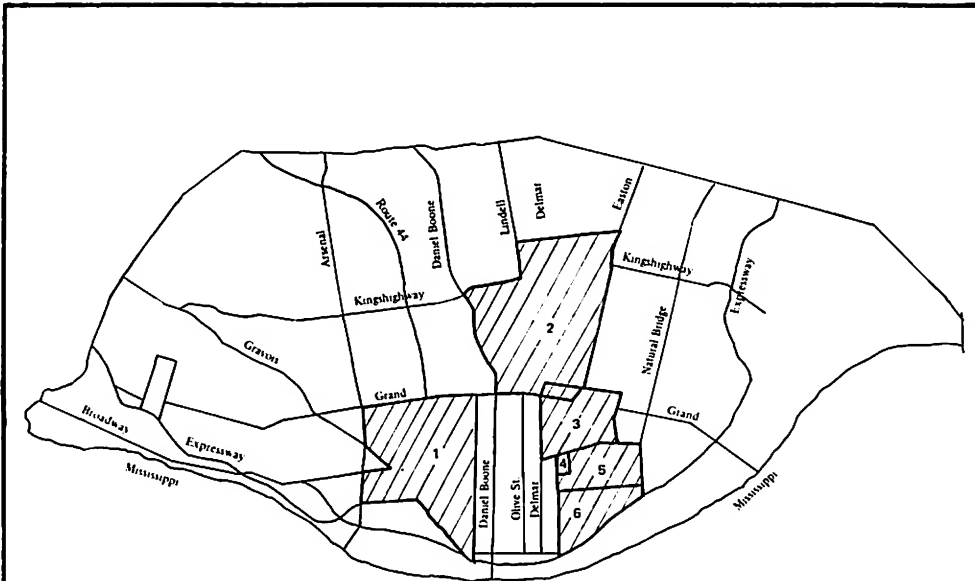 Arsenal
Route 44
Daniel Boone
Lindell
Delmar
Easton
Kingshighway
Kingshighway
Expressway
Natural Bridge
2
Gravois
Grand
Grand
Broadway
Expressway
Mississippi
1
Daniel Boone
Olive St.
Delmar
3
4
5
6
Mississippi